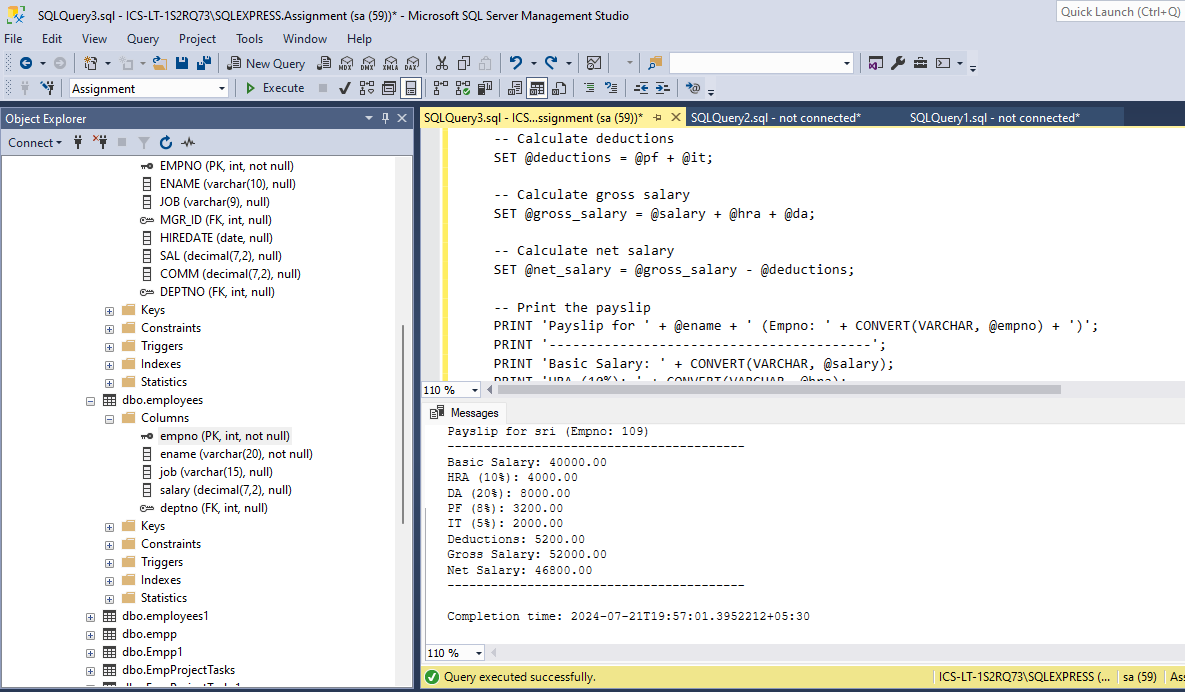 SQLQuery3.sql - ICS-LT-1S2RQ73\SQLEXPRESS.Assignment (sa (59))* - Microsoft SQL Server Management Studio
Quick Launch (Ctrl+Q)
File Edit View Query Project Tools Window Help
New Query MDX DMX XMLA DAX
Assignment Execute
Object Explorer
Connect
EMPNO (PK, int, not null)
ENAME (varchar(10), null)
JOB (varchar(9), null)
MGR_ID (FK, int, null)
HIREDATE (date, null)
SAL (decimal(7,2), null)
COMM (decimal(7,2), null)
DEPTNO (FK, int, null)
Keys
Constraints
Triggers
Indexes
Statistics
dbo.employees
Columns
empno (PK, int, not null)
ename (varchar(20), not null)
job (varchar(15), null)
salary (decimal(7,2), null)
deptno (FK, int, null)
Keys
Constraints
Triggers
Indexes
Statistics
dbo.employees1
dbo.empp
dbo.Empp1
dbo.EmpProjectTasks
SQLQuery3.sql - ICS...ssignment (sa (59))* SQLQuery2.sql - not connected* SQLQuery1.sql - not connected*
-- Calculate deductions
SET @deductions = @pf + @it;
-- Calculate gross salary
SET @gross_salary = @salary + @hra + @da;
-- Calculate net salary
SET @net_salary = @gross_salary - @deductions;
-- Print the payslip
PRINT 'Payslip for ' + @ename + ' (Empno: ' + CONVERT(VARCHAR, @empno) + ')';
PRINT '-----------------------------------------';
PRINT 'Basic Salary: ' + CONVERT(VARCHAR, @salary);
PRINT 'HRA (10%): ' + CONVERT(VARCHAR, @hra);
110 %
Messages
Payslip for sri (Empno: 109)
-----------------------------------------
Basic Salary: 40000.00
HRA (10%): 4000.00
DA (20%): 8000.00
PF (8%): 3200.00
IT (5%): 2000.00
Deductions: 5200.00
Gross Salary: 52000.00
Net Salary: 46800.00
-----------------------------------------
Completion time: 2024-07-21T19:57:01.3952212+05:30
110 %
Query executed successfully. ICS-LT-1S2RQ73\SQLEXPRESS (... sa (59) Ass